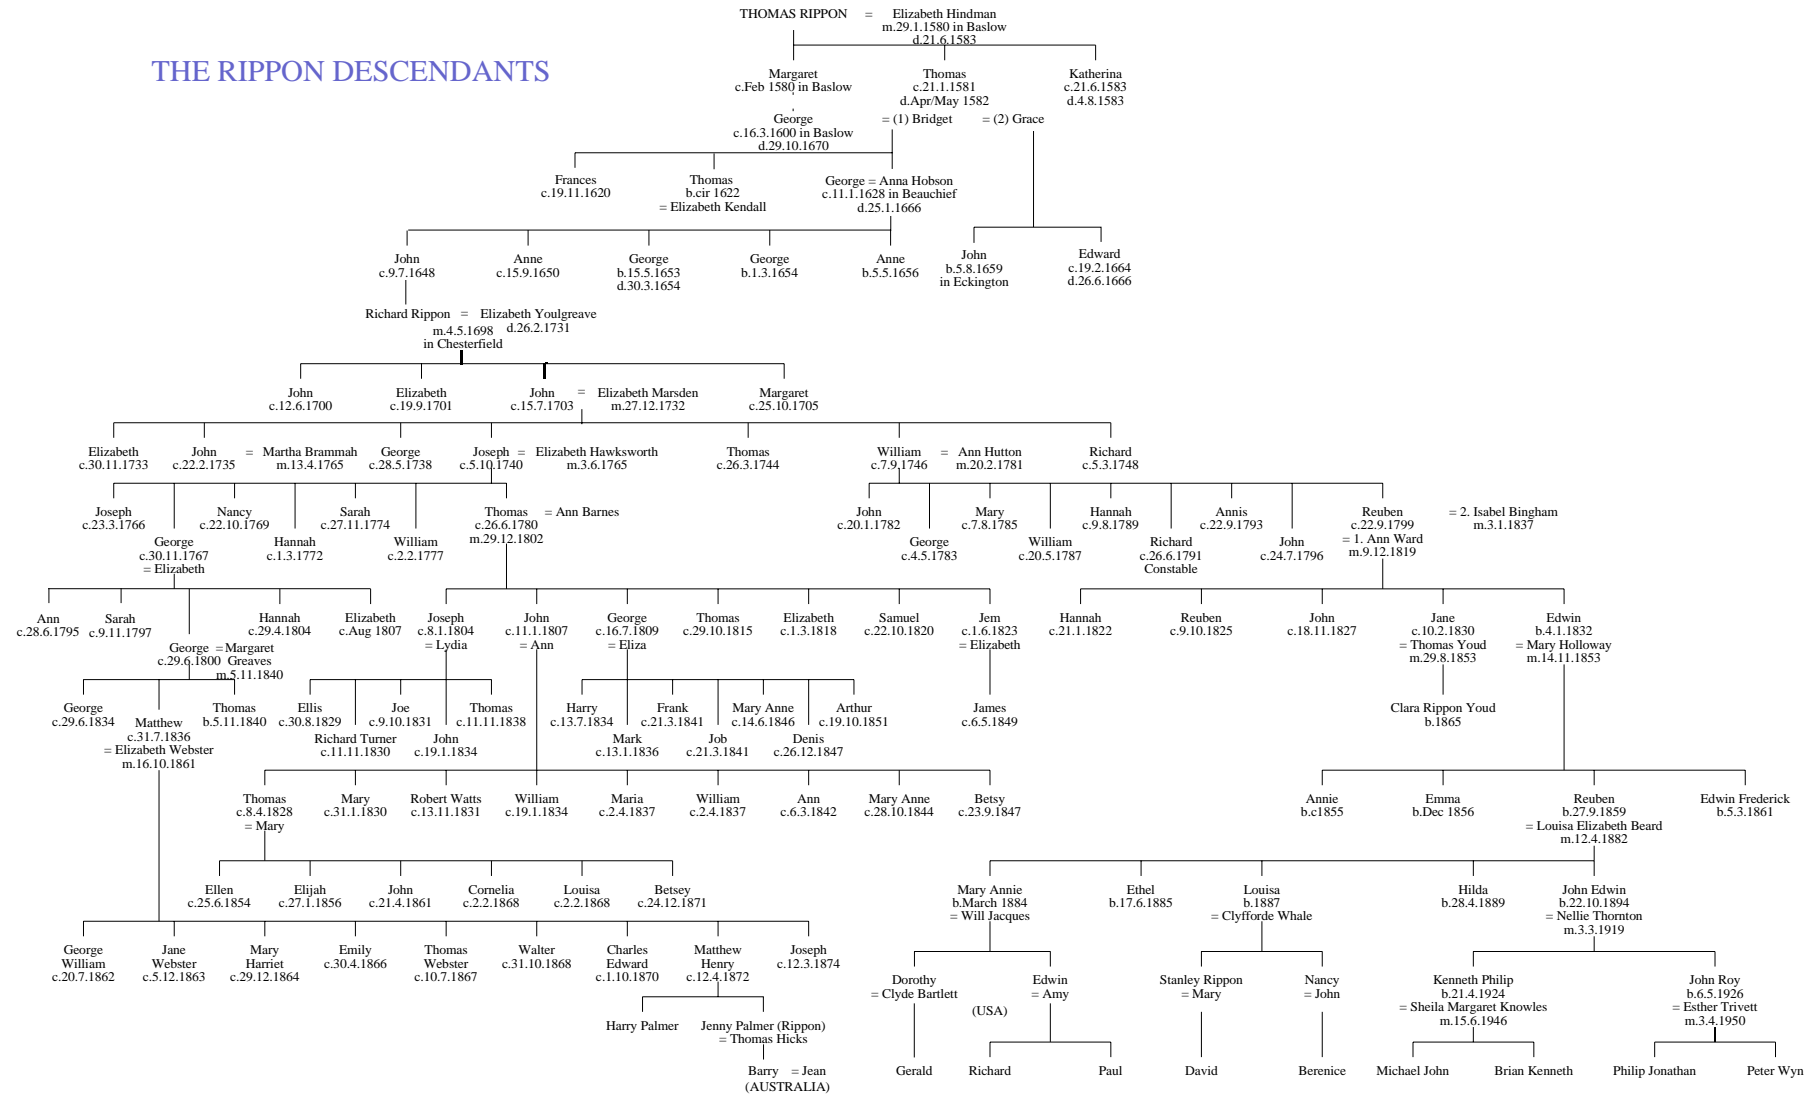 THOMAS RIPPON = Elizabeth Hindman
m.29.1.1580 in Baslow
d.21.6.1583
THE RIPPON DESCENDANTS
Margaret
c.Feb 1580 in Baslow
Thomas
c.21.1.1581
d.Apr/May 1582
Katherina
c.21.6.1583
d.4.8.1583
George = (1) Bridget = (2) Grace
c.16.3.1600 in Baslow
d.29.10.1670
Frances
c.19.11.1620
Thomas
b.cir 1622
= Elizabeth Kendall
George = Anna Hobson
c.11.1.1628 in Beauchief
d.25.1.1666
John
c.9.7.1648
Anne
c.15.9.1650
George
b.15.5.1653
d.30.3.1654
George
b.1.3.1654
Anne
b.5.5.1656
John
b.5.8.1659
in Eckington
Edward
c.19.2.1664
d.26.6.1666
Richard Rippon = Elizabeth Youlgreave
m.4.5.1698 d.26.2.1731
in Chesterfield
John
c.12.6.1700
Elizabeth
c.19.9.1701
John = Elizabeth Marsden
c.15.7.1703 m.27.12.1732
Margaret
c.25.10.1705
Elizabeth
c.30.11.1733
John = Martha Brammah
c.22.2.1735 m.13.4.1765
George
c.28.5.1738
Joseph = Elizabeth Hawksworth
c.5.10.1740 m.3.6.1765
Thomas
c.26.3.1744
William = Ann Hutton
c.7.9.1746 m.20.2.1781
Richard
c.5.3.1748
Joseph
c.23.3.1766
George
c.30.11.1767
= Elizabeth
Nancy
c.22.10.1769
Hannah
c.1.3.1772
Sarah
c.27.11.1774
William
c.2.2.1777
Thomas = Ann Barnes
c.26.6.1780
m.29.12.1802
John
c.20.1.1782
George
c.4.5.1783
Mary
c.7.8.1785
William
c.20.5.1787
Hannah
c.9.8.1789
Richard
c.26.6.1791
Constable
Annis
c.22.9.1793
John
c.24.7.1796
Reuben = 2. Isabel Bingham
c.22.9.1799 m.3.1.1837
= 1. Ann Ward
m.9.12.1819
Ann
c.28.6.1795
Sarah
c.9.11.1797
George = Margaret
c.29.6.1800 Greaves
m.5.11.1840
Hannah
c.29.4.1804
Elizabeth
c.Aug 1807
Joseph
c.8.1.1804
= Lydia
John
c.11.1.1807
= Ann
George
c.16.7.1809
= Eliza
Thomas
c.29.10.1815
Elizabeth
c.1.3.1818
Samuel
c.22.10.1820
Jem
c.1.6.1823
= Elizabeth
Hannah
c.21.1.1822
Reuben
c.9.10.1825
John
c.18.11.1827
Jane
c.10.2.1830
= Thomas Youd
m.29.8.1853
Edwin
b.4.1.1832
= Mary Holloway
m.14.11.1853
George
c.29.6.1834
Matthew
c.31.7.1836
= Elizabeth Webster
m.16.10.1861
Thomas
b.5.11.1840
Ellis
c.30.8.1829
Richard Turner
c.11.11.1830
Joe
c.9.10.1831
John
c.19.1.1834
Thomas
c.11.11.1838
Harry
c.13.7.1834
Mark
c.13.1.1836
Frank
c.21.3.1841
Job
c.21.3.1841
Mary Anne
c.14.6.1846
Denis
c.26.12.1847
Arthur
c.19.10.1851
James
c.6.5.1849
Clara Rippon Youd
b.1865
Thomas
c.8.4.1828
= Mary
Mary
c.31.1.1830
Robert Watts
c.13.11.1831
William
c.19.1.1834
Maria
c.2.4.1837
William
c.2.4.1837
Ann
c.6.3.1842
Mary Anne
c.28.10.1844
Betsy
c.23.9.1847
Annie
b.c1855
Emma
b.Dec 1856
Reuben
b.27.9.1859
= Louisa Elizabeth Beard
m.12.4.1882
Edwin Frederick
b.5.3.1861
Ellen
c.25.6.1854
Elijah
c.27.1.1856
John
c.21.4.1861
Cornelia
c.2.2.1868
Louisa
c.2.2.1868
Betsey
c.24.12.1871
Mary Annie
b.March 1884
= Will Jacques
Ethel
b.17.6.1885
Louisa
b.1887
= Clyfforde Whale
Hilda
b.28.4.1889
John Edwin
b.22.10.1894
= Nellie Thornton
m.3.3.1919
George
William
c.20.7.1862
Jane
Webster
c.5.12.1863
Mary
Harriet
c.29.12.1864
Emily
c.30.4.1866
Thomas
Webster
c.10.7.1867
Walter
c.31.10.1868
Charles
Edward
c.1.10.1870
Matthew
Henry
c.12.4.1872
Joseph
c.12.3.1874
Dorothy
= Clyde Bartlett
Edwin
= Amy
(USA)
Stanley Rippon
= Mary
Nancy
= John
Kenneth Philip
b.21.4.1924
= Sheila Margaret Knowles
m.15.6.1946
John Roy
b.6.5.1926
= Esther Trivett
m.3.4.1950
Harry Palmer
Jenny Palmer (Rippon)
= Thomas Hicks
Barry = Jean
(AUSTRALIA)
Gerald
Richard
Paul
David
Berenice
Michael John
Brian Kenneth
Philip Jonathan
Peter Wyn